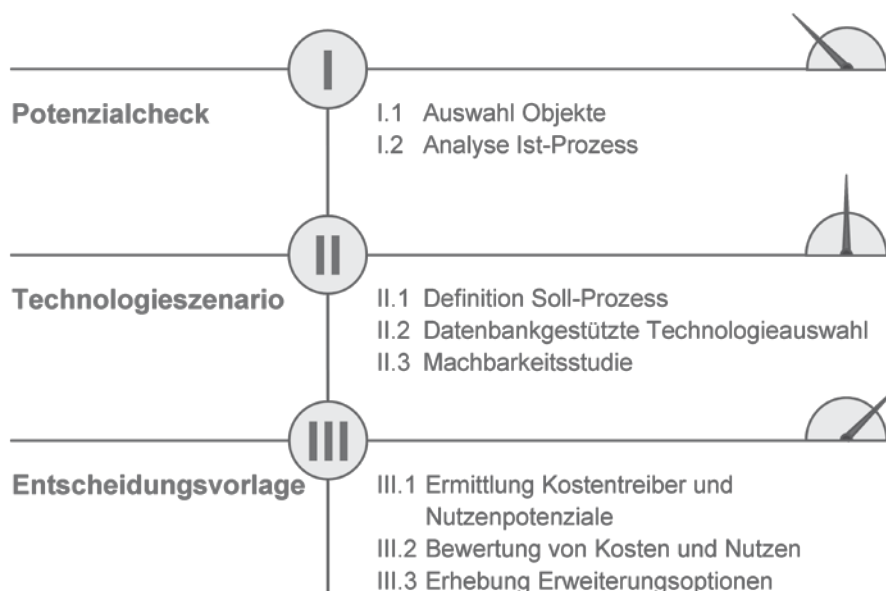 I
Potenzialcheck
I.1 Auswahl Objekte
I.2 Analyse Ist-Prozess
II
Technologieszenario
II.1 Definition Soll-Prozess
II.2 Datenbankgestützte Technologieauswahl
II.3 Machbarkeitsstudie
III
Entscheidungsvorlage
III.1 Ermittlung Kostentreiber und
Nutzenpotenziale
III.2 Bewertung von Kosten und Nutzen
III.3 Erhebung Erweiterungsoptionen